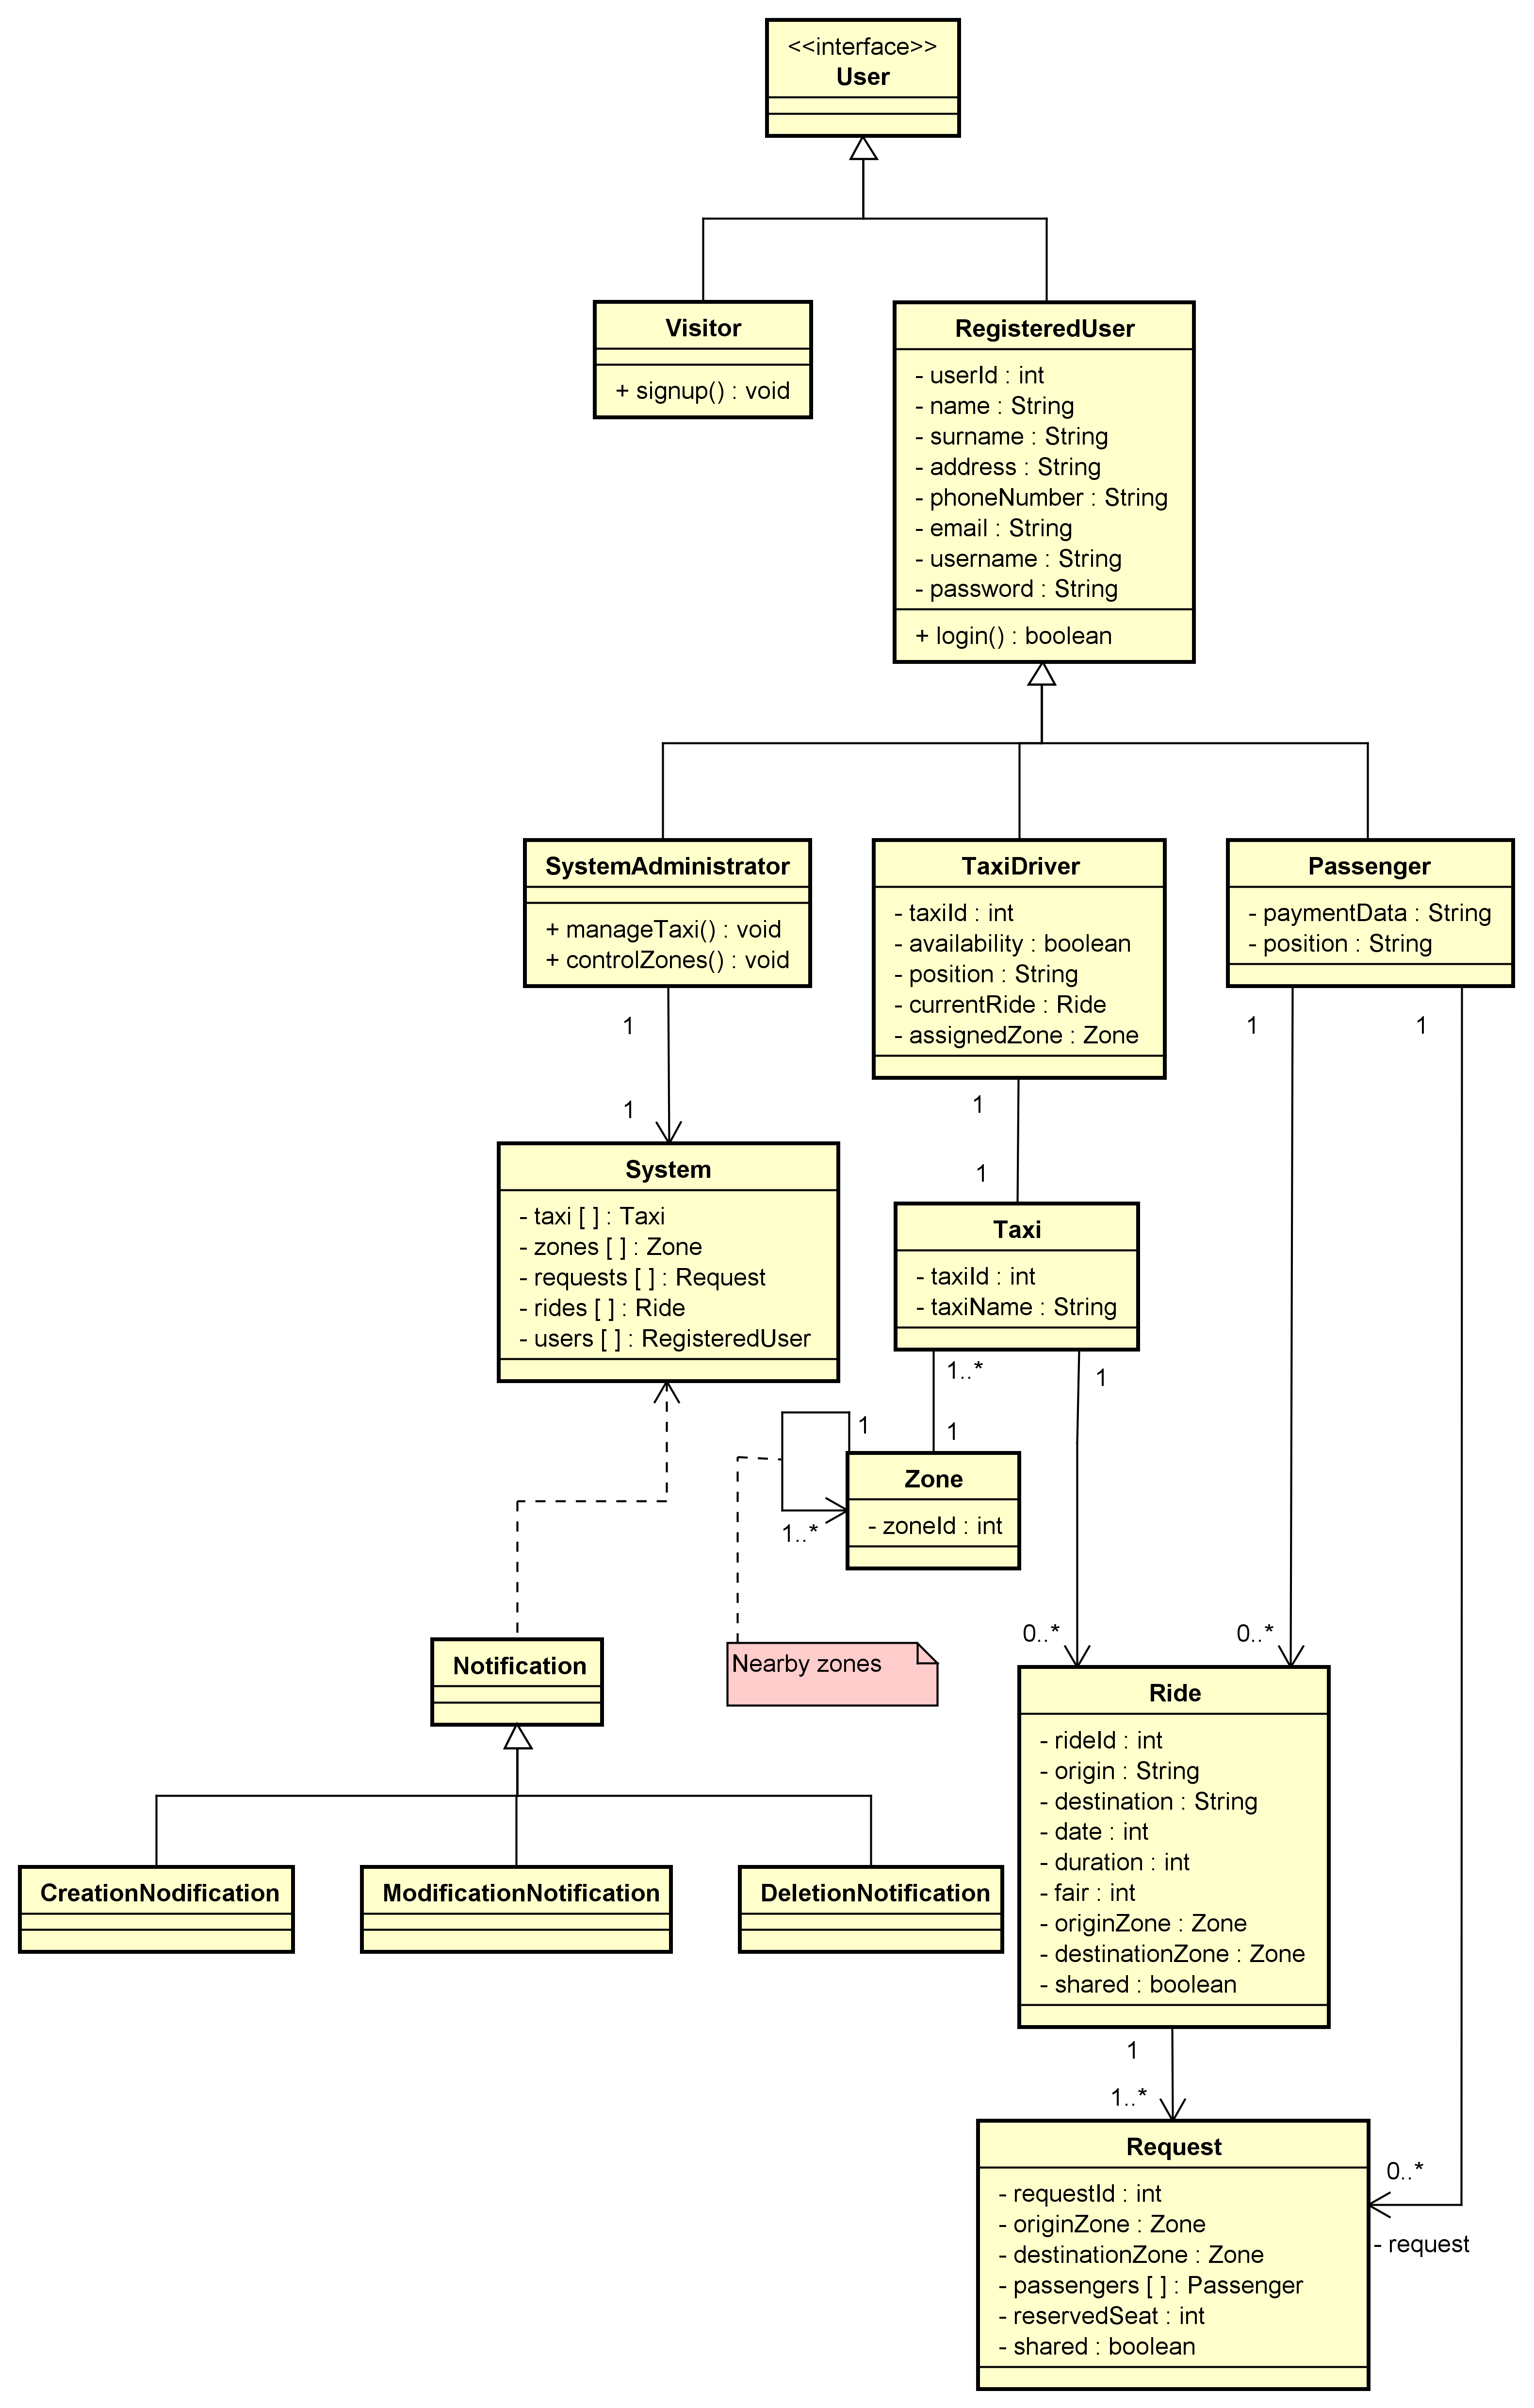 <<interface>>
User
Visitor
+ signup() : void
RegisteredUser
- userId : int
- name : String
- surname : String
- address : String
- phoneNumber : String
- email : String
- username : String
- password : String
+ login() : boolean
SystemAdministrator
+ manageTaxi() : void
+ controlZones() : void
TaxiDriver
- taxiId : int
- availability : boolean
- position : String
- currentRide : Ride
- assignedZone : Zone
Passenger
- paymentData : String
- position : String
1
1
1
1
1
1
1
System
- taxi [ ] : Taxi
- zones [ ] : Zone
- requests [ ] : Request
- rides [ ] : Ride
- users [ ] : RegisteredUser
Taxi
- taxiId : int
- taxiName : String
1..*
1
1
1
Zone
- zoneId : int
1..*
0..*
0..*
Notification
Nearby zones
CreationNodification
ModificationNotification
DeletionNotification
Ride
- rideId : int
- origin : String
- destination : String
- date : int
- duration : int
- fair : int
- originZone : Zone
- destinationZone : Zone
- shared : boolean
1
1..*
Request
- requestId : int
- originZone : Zone
- destinationZone : Zone
- passengers [ ] : Passenger
- reservedSeat : int
- shared : boolean
0..*
- request